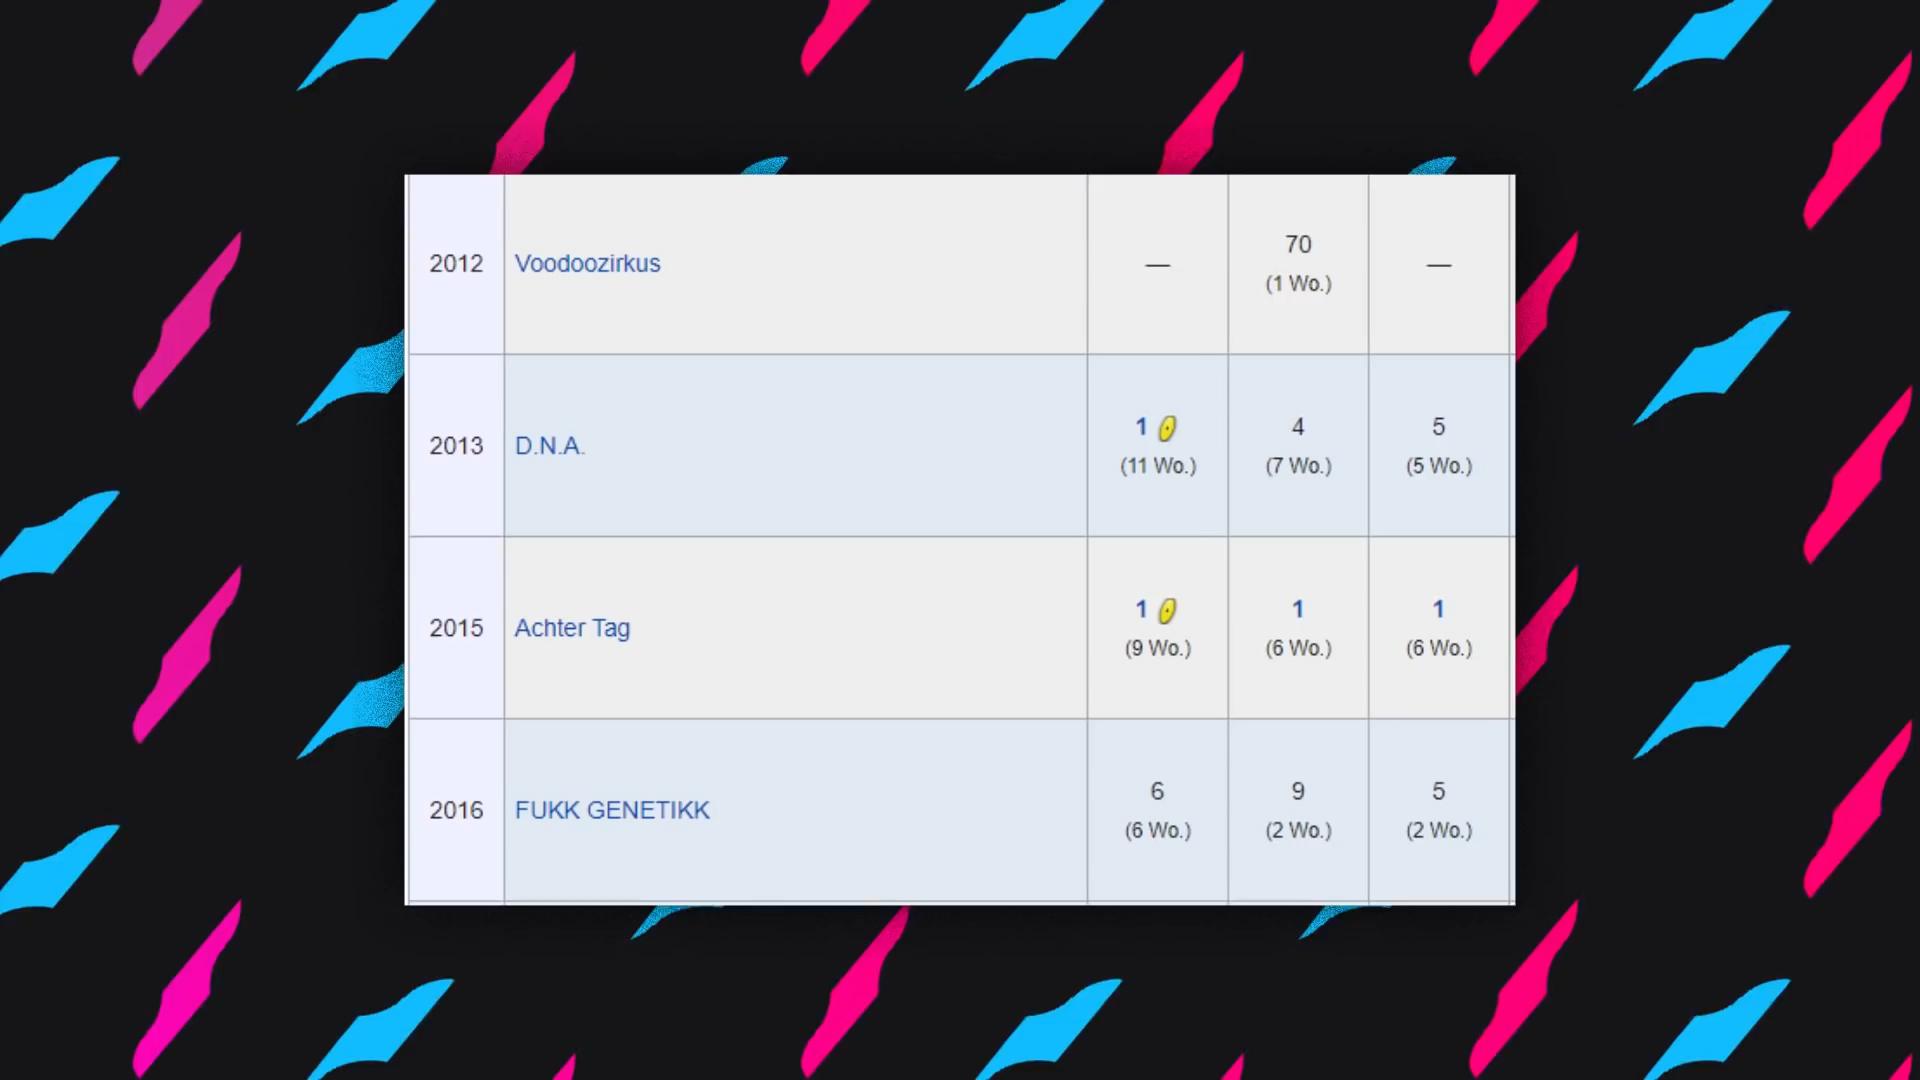 2012 Voodoozirkus — 70 —
(1 Wo.)
2013 D.N.A. 1 4 5
(11 Wo.) (7 Wo.) (5 Wo.)
2015 Achter Tag 1 1 1
(9 Wo.) (6 Wo.) (6 Wo.)
2016 FUKK GENETIKK 6 9 5
(6 Wo.) (2 Wo.) (2 Wo.)